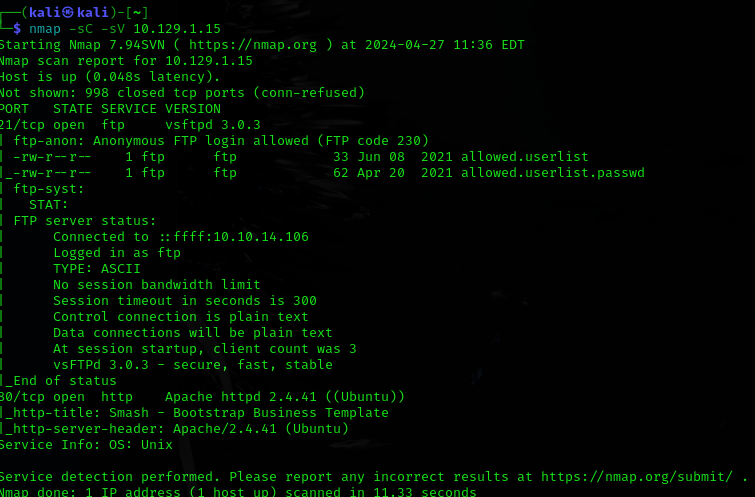 ┌──(kali㉿kali)-[~]
└─$ nmap -sC -sV 10.129.1.15
Starting Nmap 7.94SVN ( https://nmap.org ) at 2024-04-27 11:36 EDT
Nmap scan report for 10.129.1.15
Host is up (0.048s latency).
Not shown: 998 closed tcp ports (conn-refused)
PORT   STATE SERVICE VERSION
21/tcp open  ftp     vsftpd 3.0.3
| ftp-anon: Anonymous FTP login allowed (FTP code 230)
| -rw-r--r--    1 ftp      ftp            33 Jun 08  2021 allowed.userlist
|_-rw-r--r--    1 ftp      ftp            62 Apr 20  2021 allowed.userlist.passwd
| ftp-syst:
|   STAT:
| FTP server status:
|      Connected to ::ffff:10.10.14.106
|      Logged in as ftp
|      TYPE: ASCII
|      No session bandwidth limit
|      Session timeout in seconds is 300
|      Control connection is plain text
|      Data connections will be plain text
|      At session startup, client count was 3
|      vsFTPd 3.0.3 - secure, fast, stable
|_End of status
80/tcp open  http    Apache httpd 2.4.41 ((Ubuntu))
|_http-title: Smash - Bootstrap Business Template
|_http-server-header: Apache/2.4.41 (Ubuntu)
Service Info: OS: Unix
Service detection performed. Please report any incorrect results at https://nmap.org/submit/ .
Nmap done: 1 IP address (1 host up) scanned in 11.33 seconds